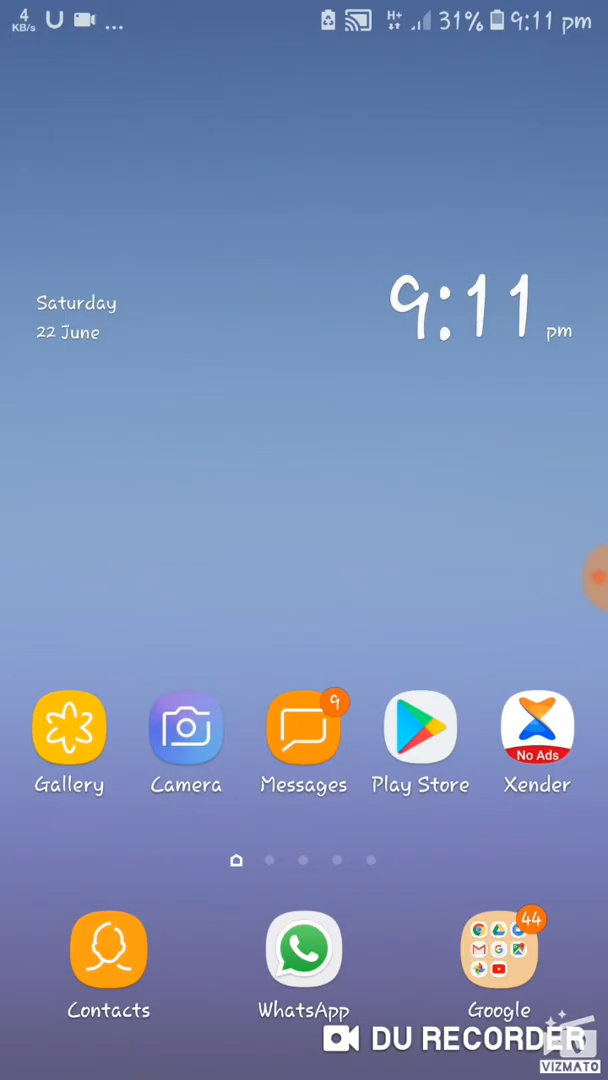 4
KB/s
...
H+
31%
9:11 pm
Saturday
22 June
9:11 pm
9
No Ads
Gallery
Camera
Messages
Play Store
Xender
44
Contacts
WhatsApp
Google
DU RECORDER
VIZMATO